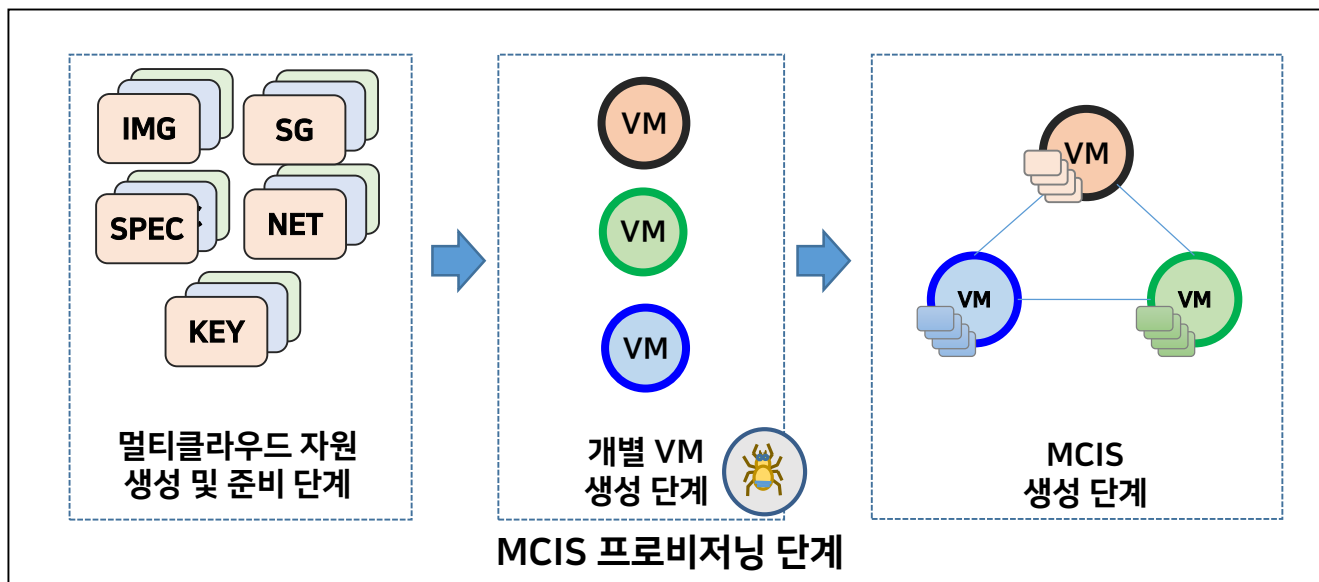 IMG
SG
SPEC
NET
KEY
멀티클라우드 자원
생성 및 준비 단계
VM
VM
VM
개별 VM
생성 단계
VM
VM
VM
MCIS
생성 단계
MCIS 프로비저닝 단계